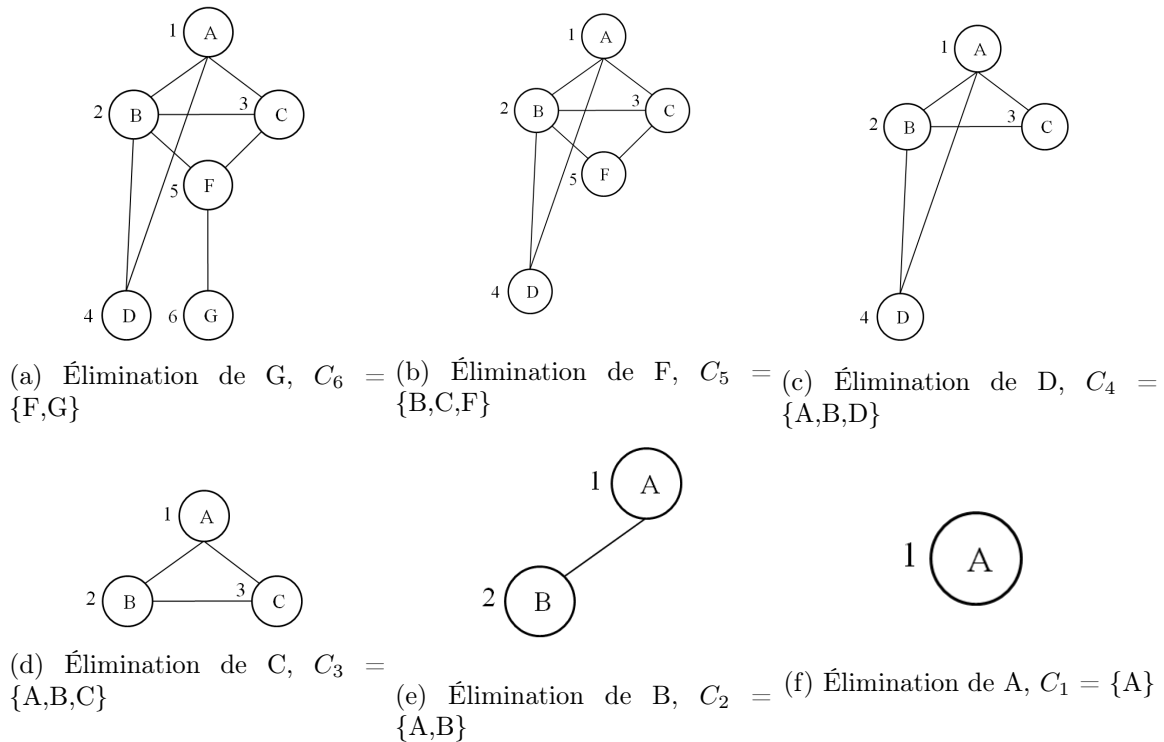 1 A
2 B 3 C
5 F
4 D 6 G
(a) Élimination de G, C₆ =
{F,G}
1 A
2 B 3 C
5 F
4 D
(b) Élimination de F, C₅ =
{B,C,F}
1 A
2 B 3 C
4 D
(c) Élimination de D, C₄ =
{A,B,D}
1 A
2 B 3 C
(d) Élimination de C, C₃ =
{A,B,C}
1 A
2 B
(e) Élimination de B, C₂ =
{A,B}
1 A
(f) Élimination de A, C₁ = {A}